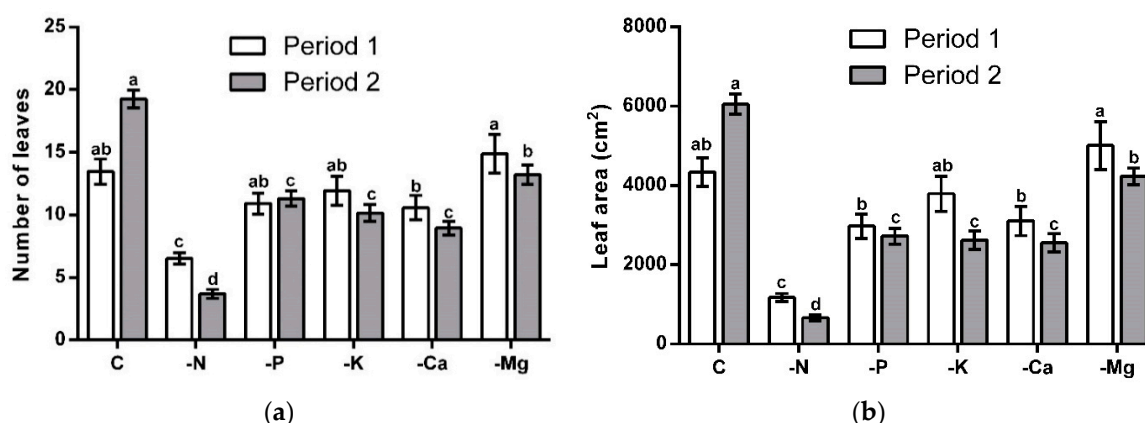 25
20
15
10
5
0
Number of leaves
Period 1
Period 2
ab a
c d
ab c
ab c
b c
a b
C -N -P -K -Ca -Mg
(a)
8000
6000
4000
2000
0
Leaf area (cm²)
Period 1
Period 2
ab a
c d
b c
ab c
b c
a b
C -N -P -K -Ca -Mg
(b)